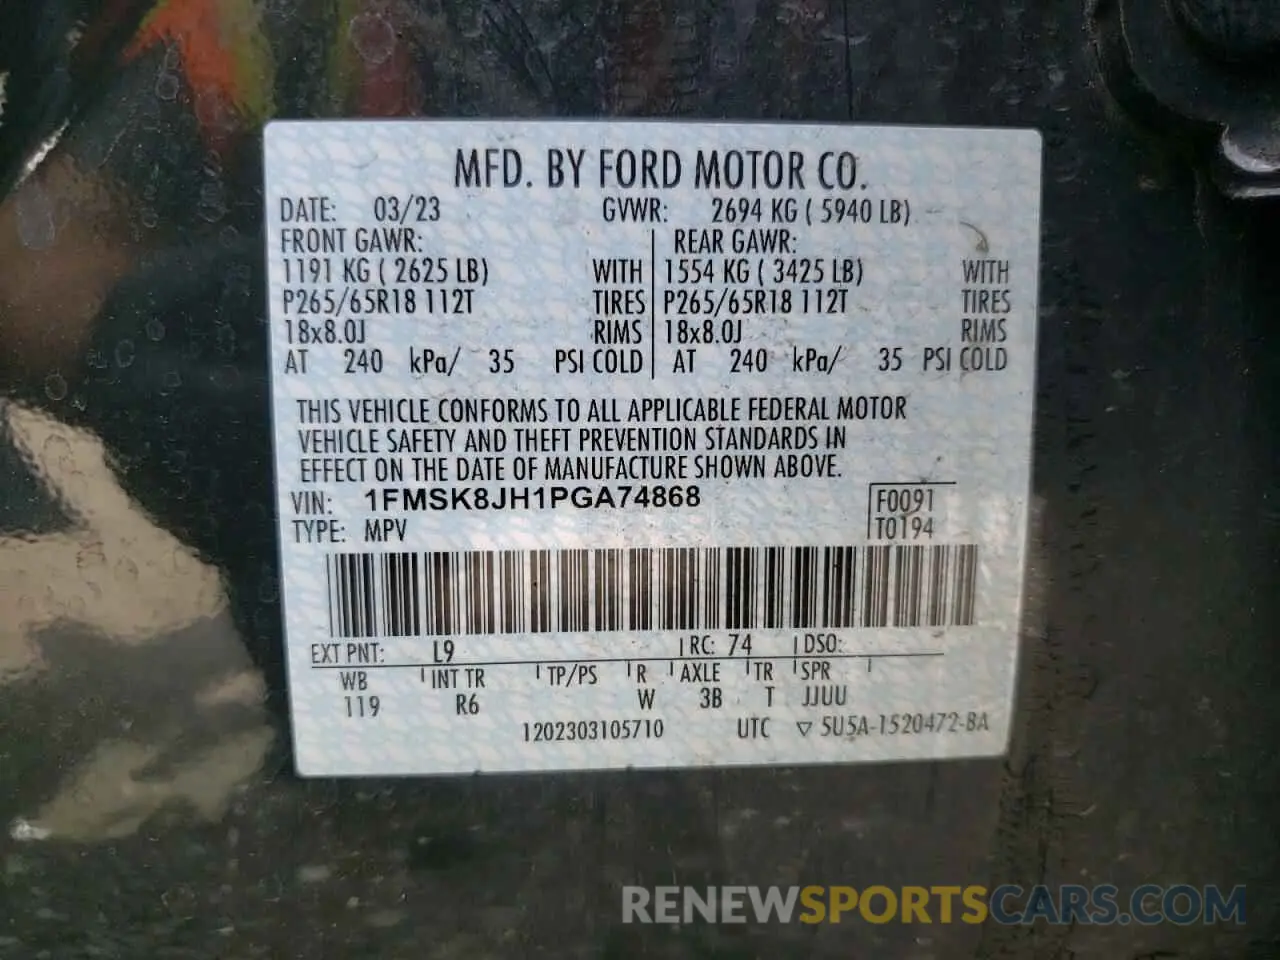 MFD. BY FORD MOTOR CO.
DATE: 03/23 GVWR: 2694 KG ( 5940 LB)
FRONT GAWR: REAR GAWR:
1191 KG ( 2625 LB) WITH 1554 KG ( 3425 LB) WITH
P265/65R18 112T TIRES P265/65R18 112T TIRES
18x8.0J RIMS 18x8.0J RIMS
AT 240 kPa/ 35 PSI COLD AT 240 kPa/ 35 PSI COLD
THIS VEHICLE CONFORMS TO ALL APPLICABLE FEDERAL MOTOR
VEHICLE SAFETY AND THEFT PREVENTION STANDARDS IN
EFFECT ON THE DATE OF MANUFACTURE SHOWN ABOVE.
VIN: 1FMSK8JH1PGA74868 F0091
TYPE: MPV T0194
EXT PNT: L9 RC: 74 DSO:
WB INT TR TP/PS R AXLE TR SPR
119 R6 W 3B T JJUU
1202303105710 UTC ▽ 5U5A-1520472-BA
RENEWSPORTSCARS.COM